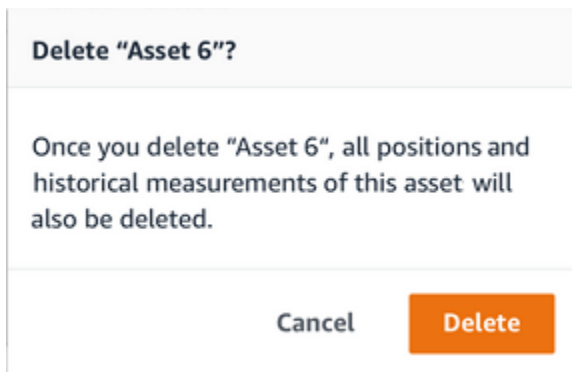 Delete “Asset 6”?
Once you delete “Asset 6“, all positions and
historical measurements of this asset will
also be deleted.
Cancel
Delete